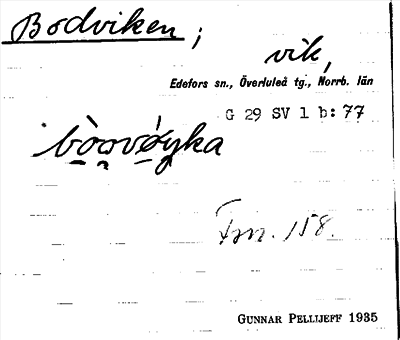 Bodviken;
vik,
Edefors sn., Överluleå tg., Norrb. län
G 29 SV 1 b: 77
Fm. 158.
GUNNAR PELLIJEFF 1935